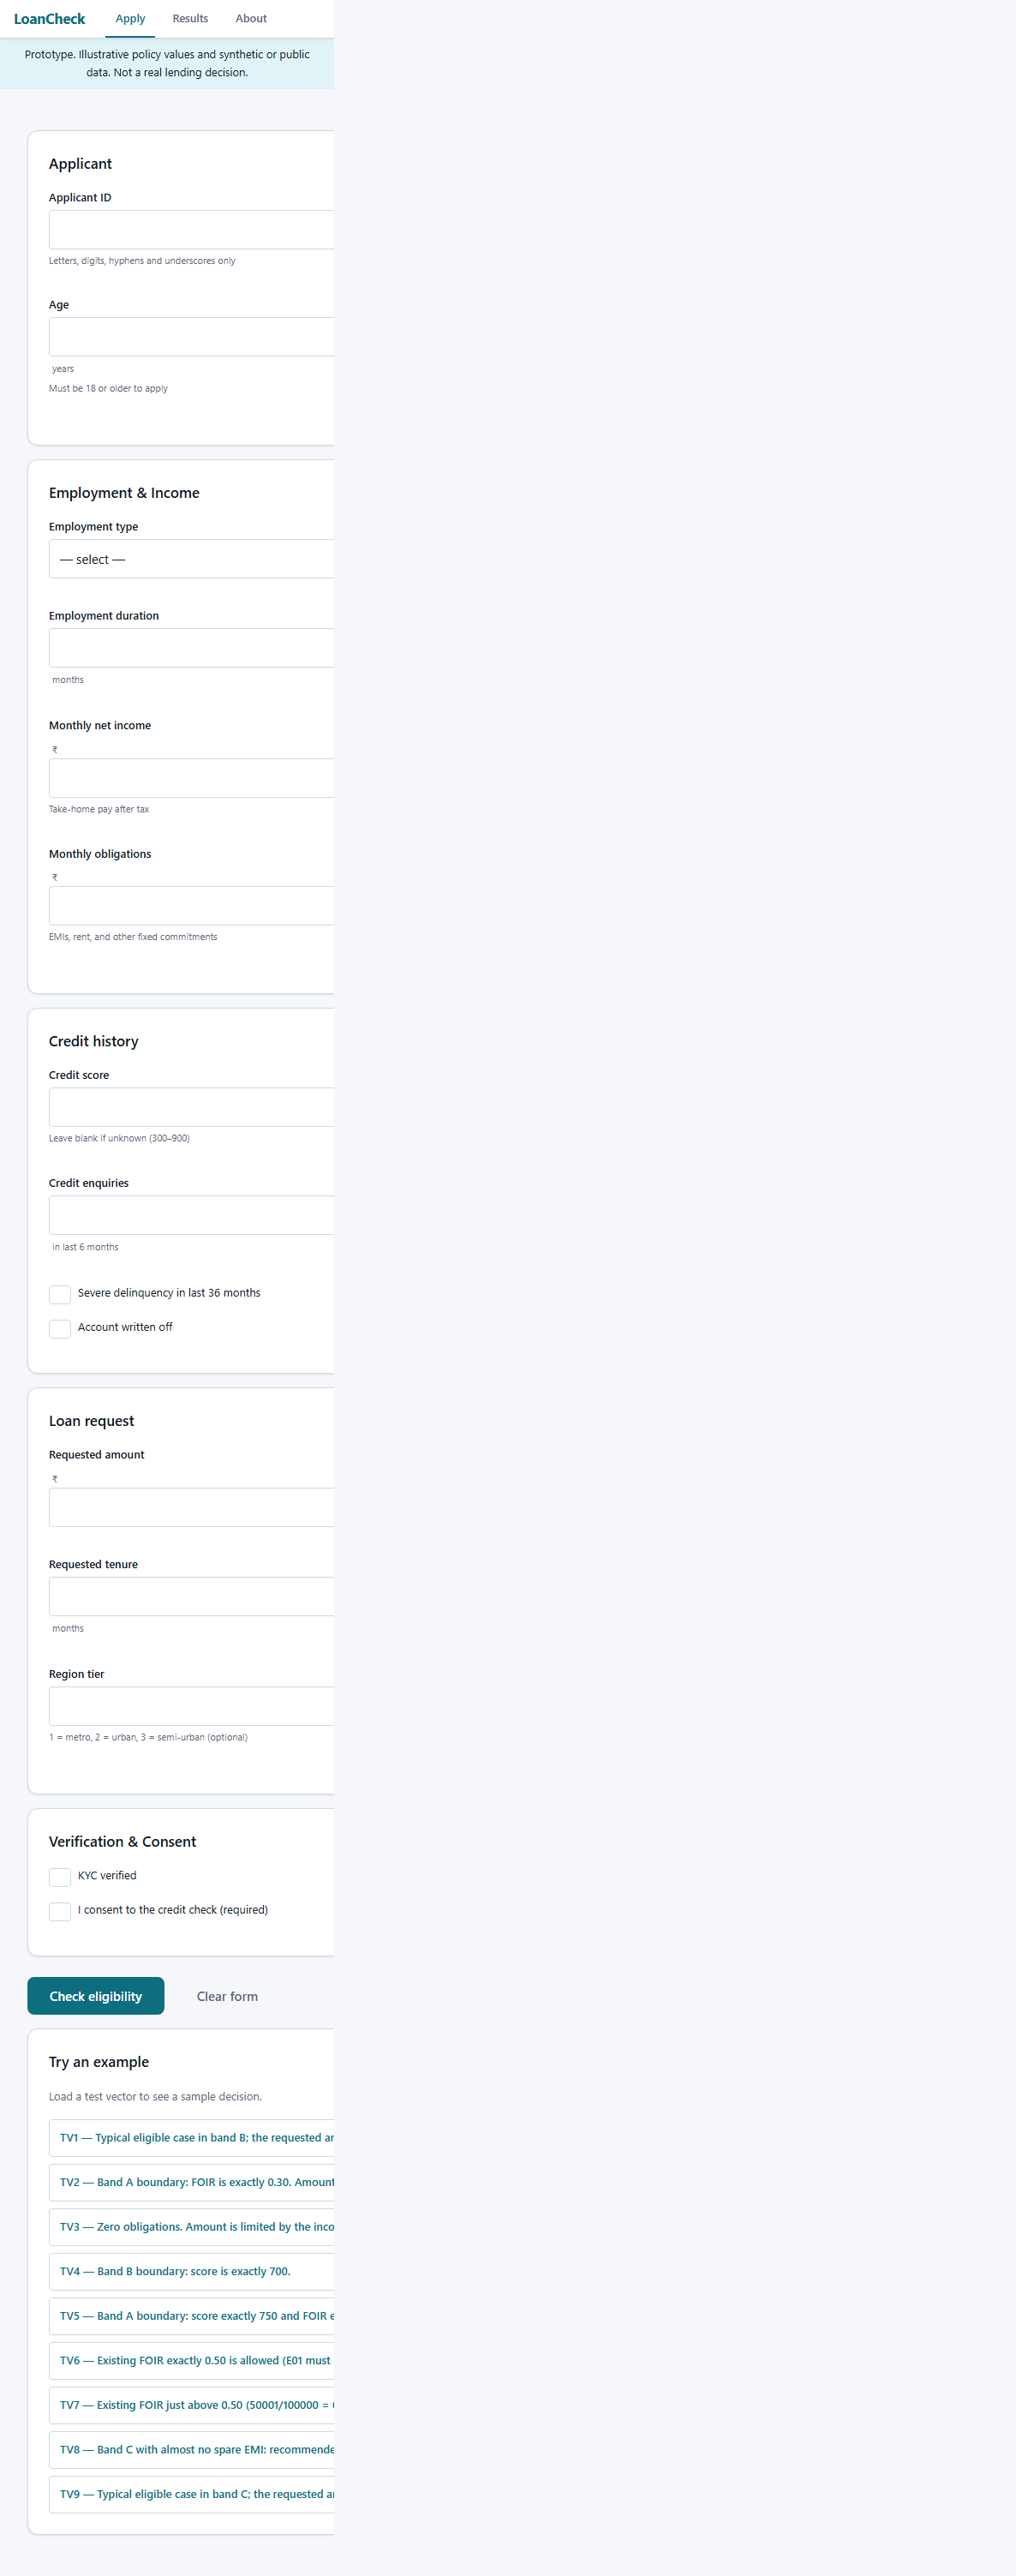 LoanCheck Apply Results About
Prototype. Illustrative policy values and synthetic or public
data. Not a real lending decision.
Applicant
Applicant ID
Letters, digits, hyphens and underscores only
Age
years
Must be 18 or older to apply
Employment & Income
Employment type
— select —
Employment duration
months
Monthly net income
₹
Take-home pay after tax
Monthly obligations
₹
EMIs, rent, and other fixed commitments
Credit history
Credit score
Leave blank if unknown (300–900)
Credit enquiries
in last 6 months
Severe delinquency in last 36 months
Account written off
Loan request
Requested amount
₹
Requested tenure
months
Region tier
1 = metro, 2 = urban, 3 = semi-urban (optional)
Verification & Consent
KYC verified
I consent to the credit check (required)
Check eligibility Clear form
Try an example
Load a test vector to see a sample decision.
TV1 — Typical eligible case in band B; the requested
TV2 — Band A boundary: FOIR is exactly 0.30. Amount
TV3 — Zero obligations. Amount is limited by the
TV4 — Band B boundary: score is exactly 700.
TV5 — Band A boundary: score exactly 750 and FOIR
TV6 — Existing FOIR exactly 0.50 is allowed (E01 must
TV7 — Existing FOIR just above 0.50 (50001/100000 =
TV8 — Band C with almost no spare EMI:
TV9 — Typical eligible case in band C; the requested